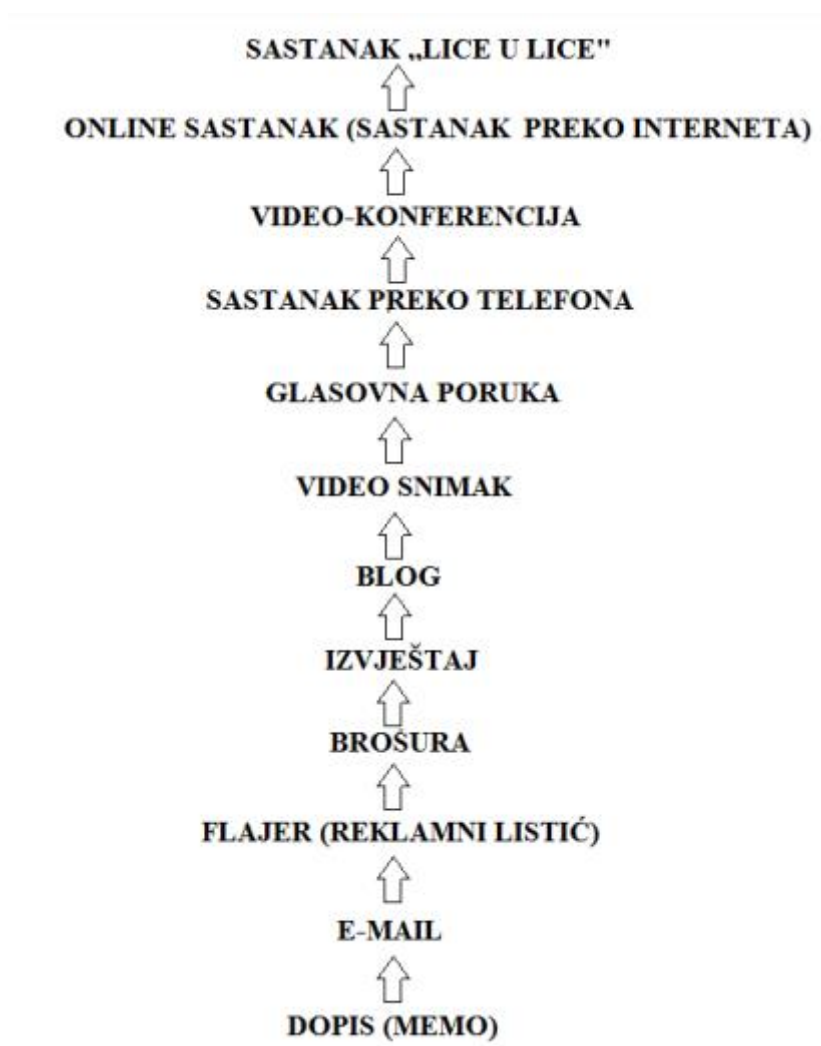 SASTANAK „LICE U LICE"
ONLINE SASTANAK (SASTANAK PREKO INTERNETA)
VIDEO-KONFERENCIJA
SASTANAK PREKO TELEFONA
GLASOVNA PORUKA
VIDEO SNIMAK
BLOG
IZVJEŠTAJ
BROŠURA
FLAJER (REKLAMNI LISTIĆ)
E-MAIL
DOPIS (MEMO)